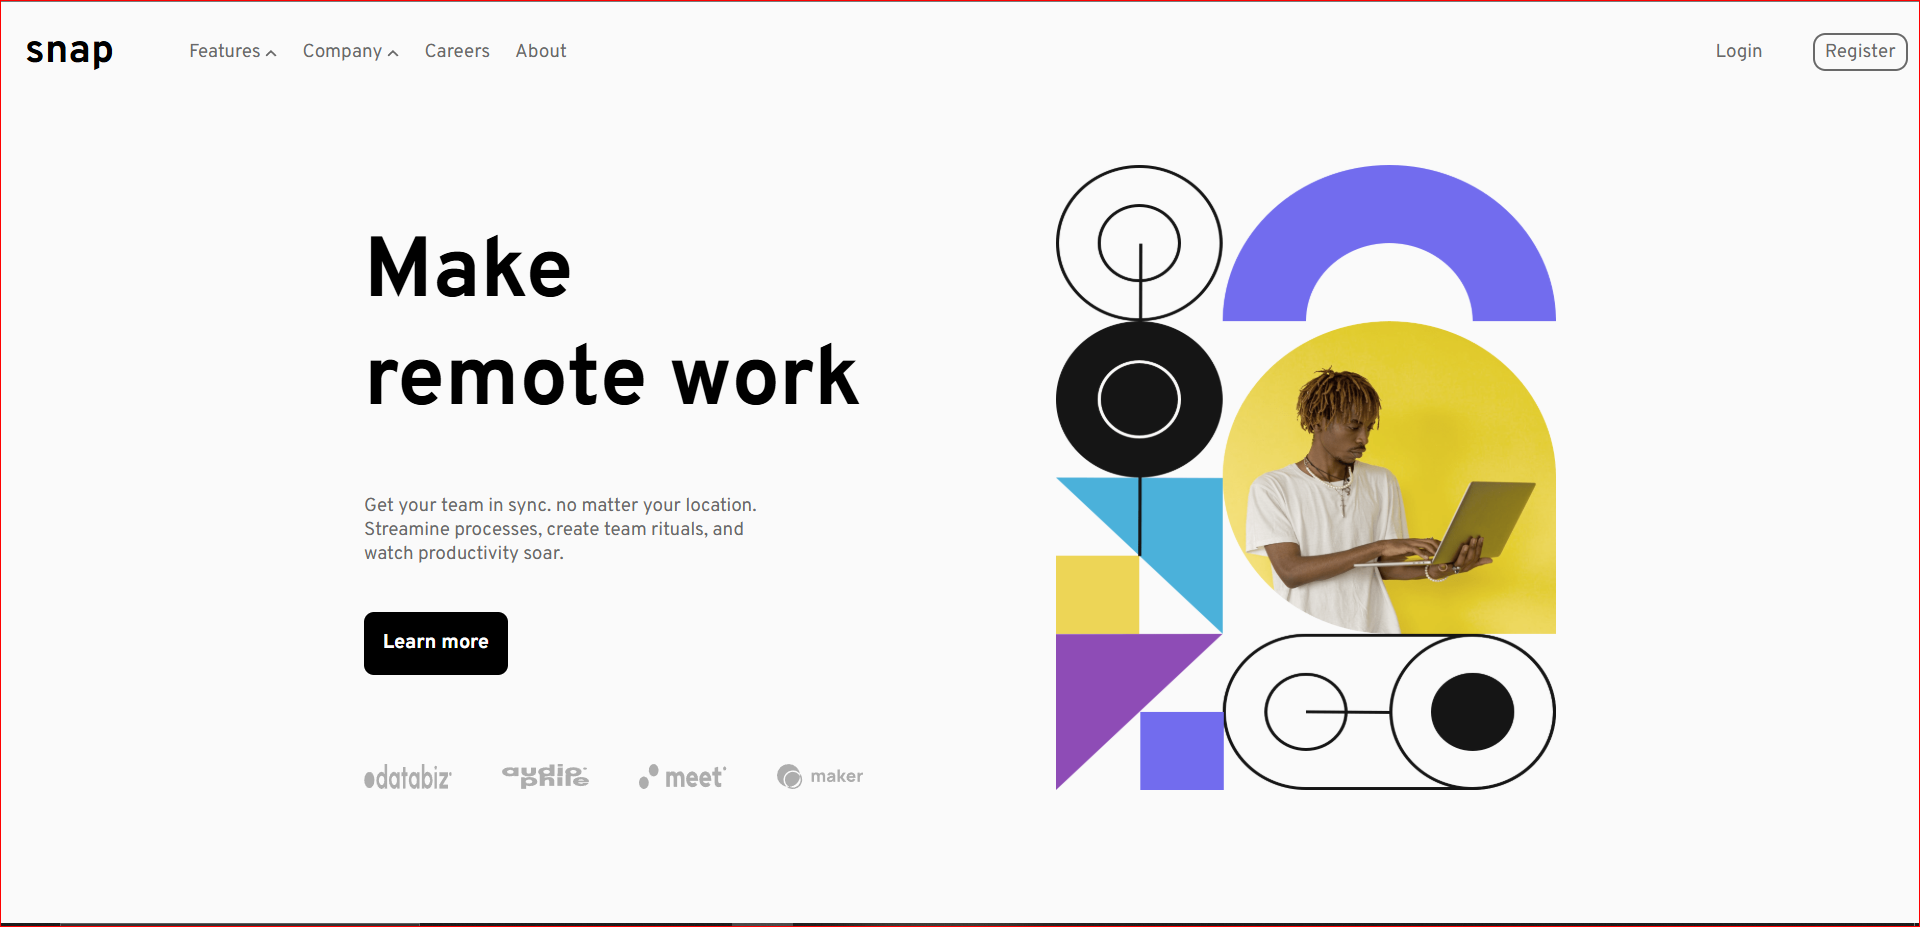 snap
Features Company Careers About
Login Register
Make
remote work
Get your team in sync. no matter your location.
Streamine processes, create team rituals, and
watch productivity soar.
Learn more
databiz audiophile meet maker